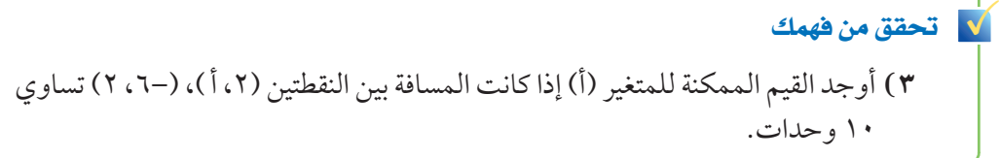 تحقق من فهمك
٣) أوجد القيم الممكنة للمتغير (أ) إذا كانت المسافة بين النقطتين (٢، أ)، (–٦، ٢) تساوي
١٠ وحدات.